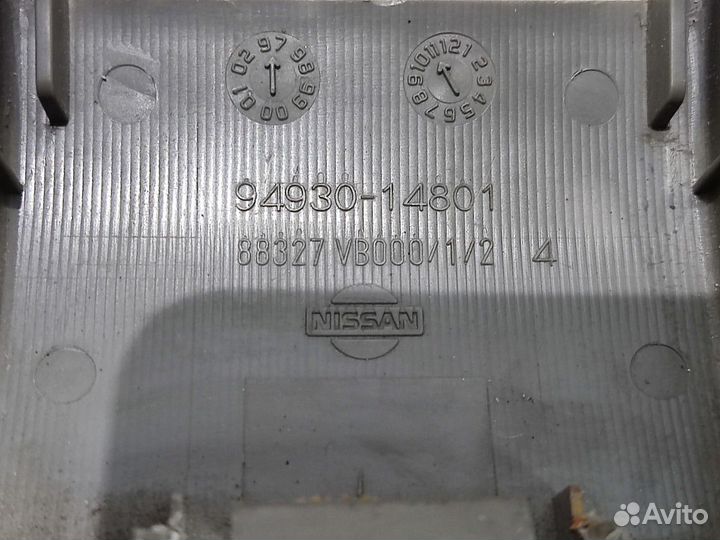 02 97 98 99 00 01
10 11 12 1 2 3 4 5 6 7 8 9
94930-14801
88327 VB000/1/2 4
NISSAN
Avito